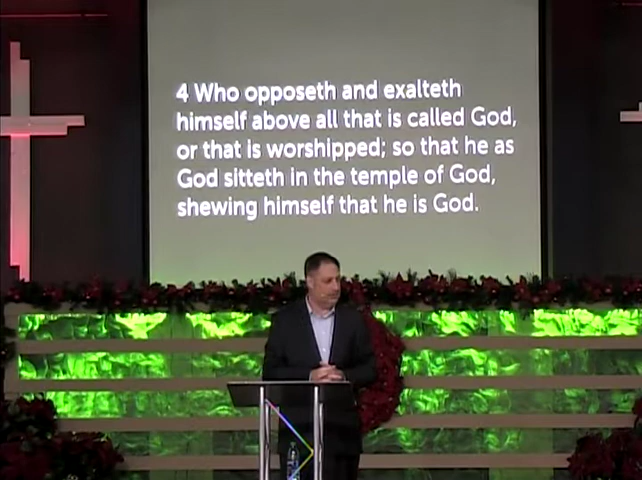 4 Who opposeth and exalteth
himself above all that is called God,
or that is worshipped; so that he as
God sitteth in the temple of God,
shewing himself that he is God.